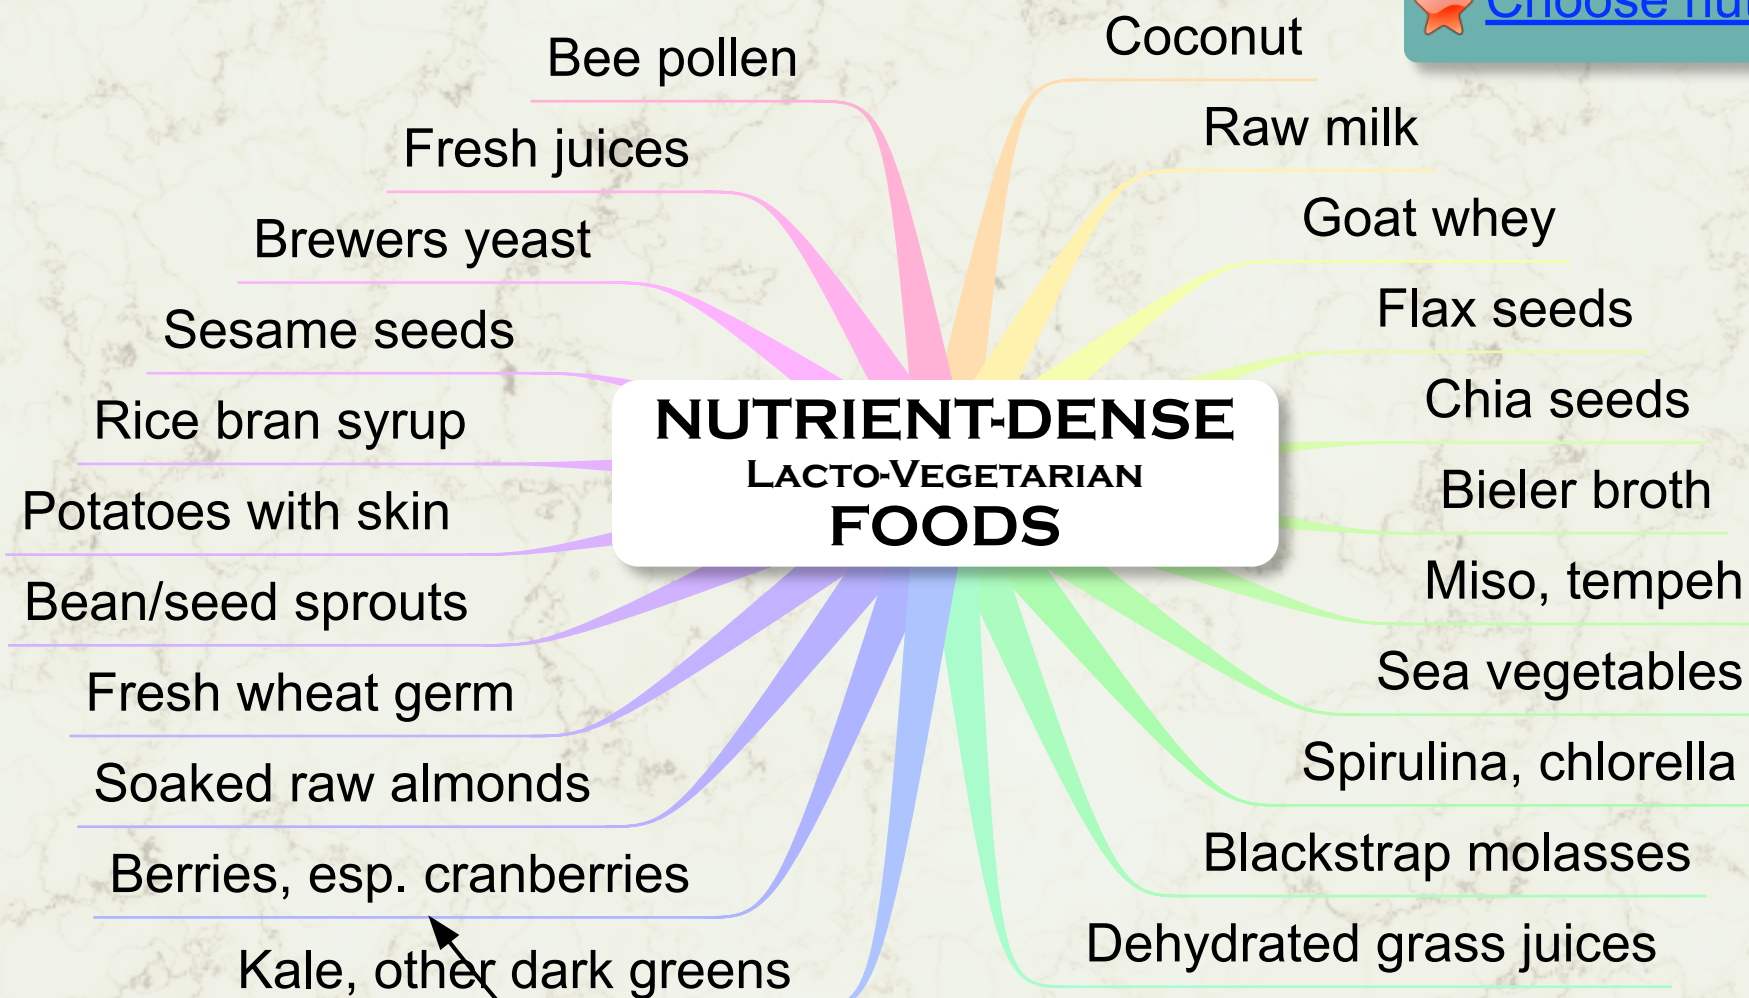 Choose nut
Bee pollen
Fresh juices
Brewers yeast
Sesame seeds
Rice bran syrup
Potatoes with skin
Bean/seed sprouts
Fresh wheat germ
Soaked raw almonds
Berries, esp. cranberries
Kale, other dark greens
NUTRIENT-DENSE
LACTO-VEGETARIAN
FOODS
Coconut
Raw milk
Goat whey
Flax seeds
Chia seeds
Bieler broth
Miso, tempeh
Sea vegetables
Spirulina, chlorella
Blackstrap molasses
Dehydrated grass juices